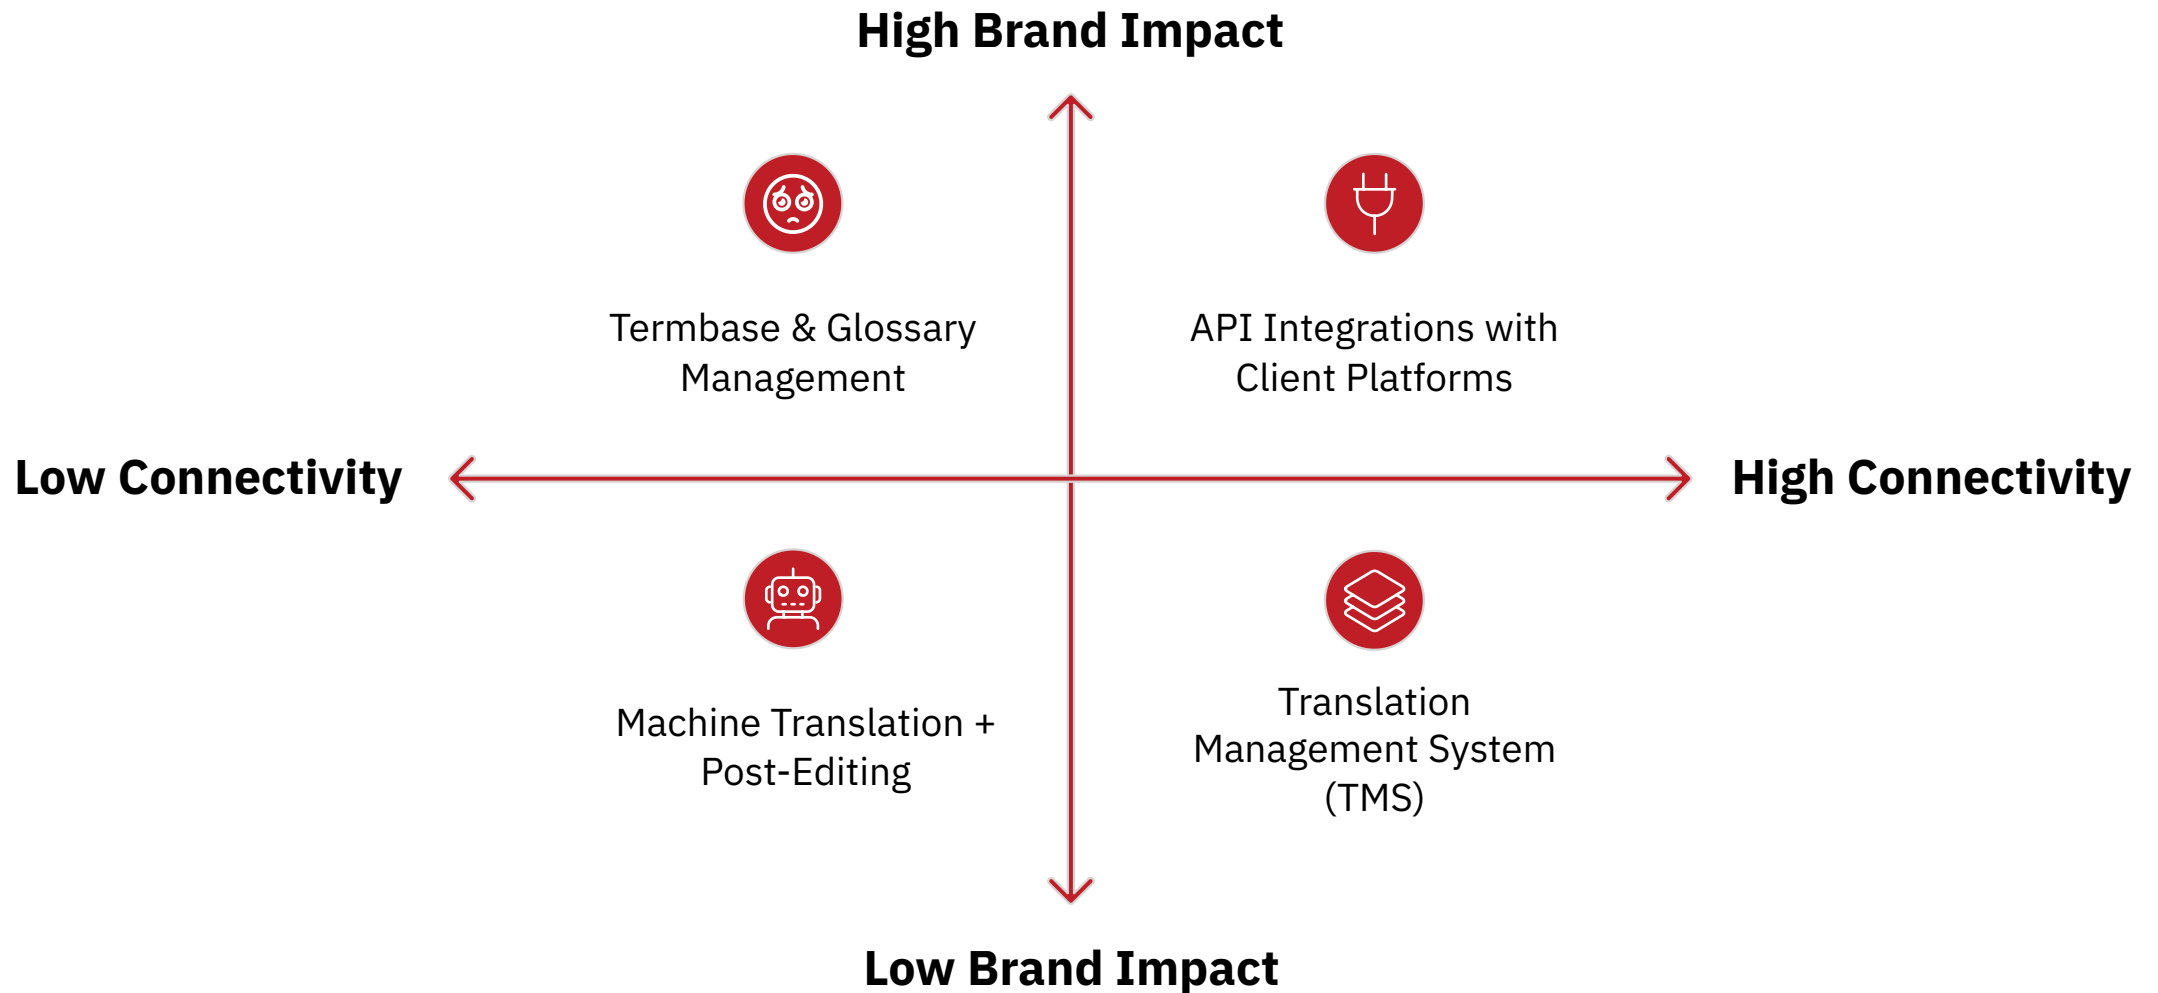 High Brand Impact
Termbase & Glossary
Management
API Integrations with
Client Platforms
Low Connectivity
High Connectivity
Machine Translation +
Post-Editing
Translation
Management System
(TMS)
Low Brand Impact